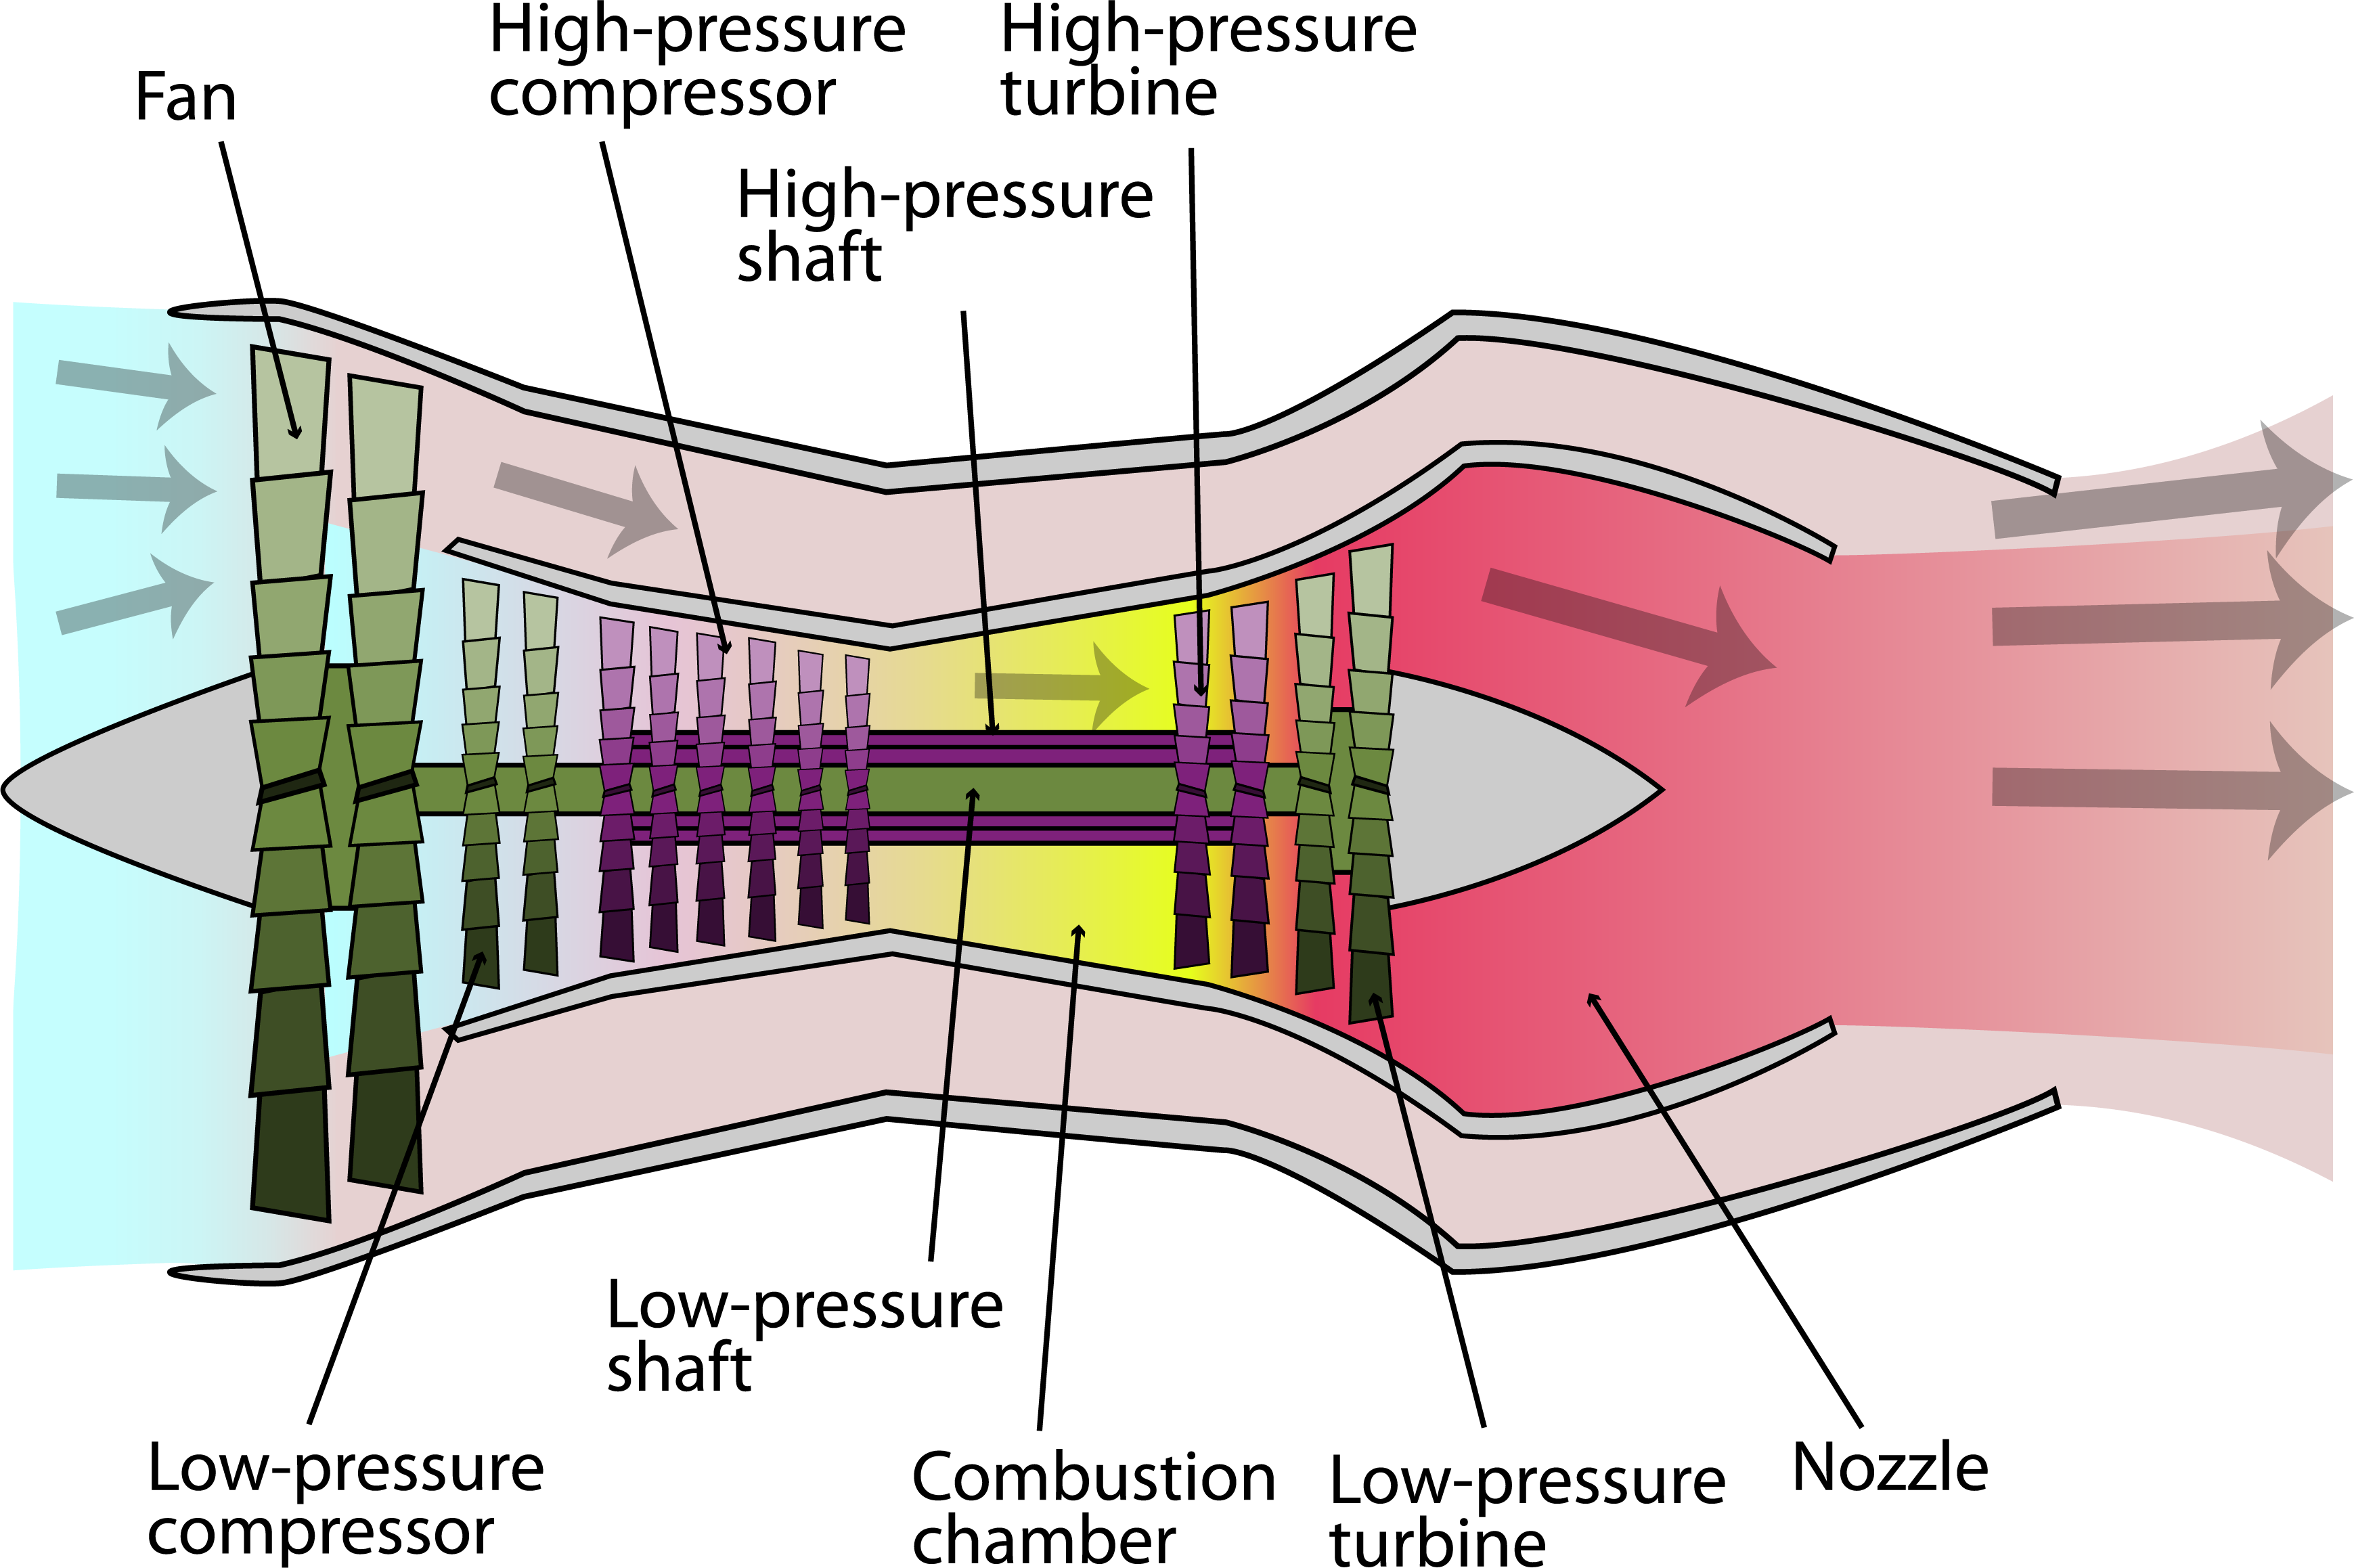 Fan
High-pressure
compressor
High-pressure
turbine
High-pressure
shaft
Low-pressure
shaft
Low-pressure
compressor
Combustion
chamber
Low-pressure
turbine
Nozzle